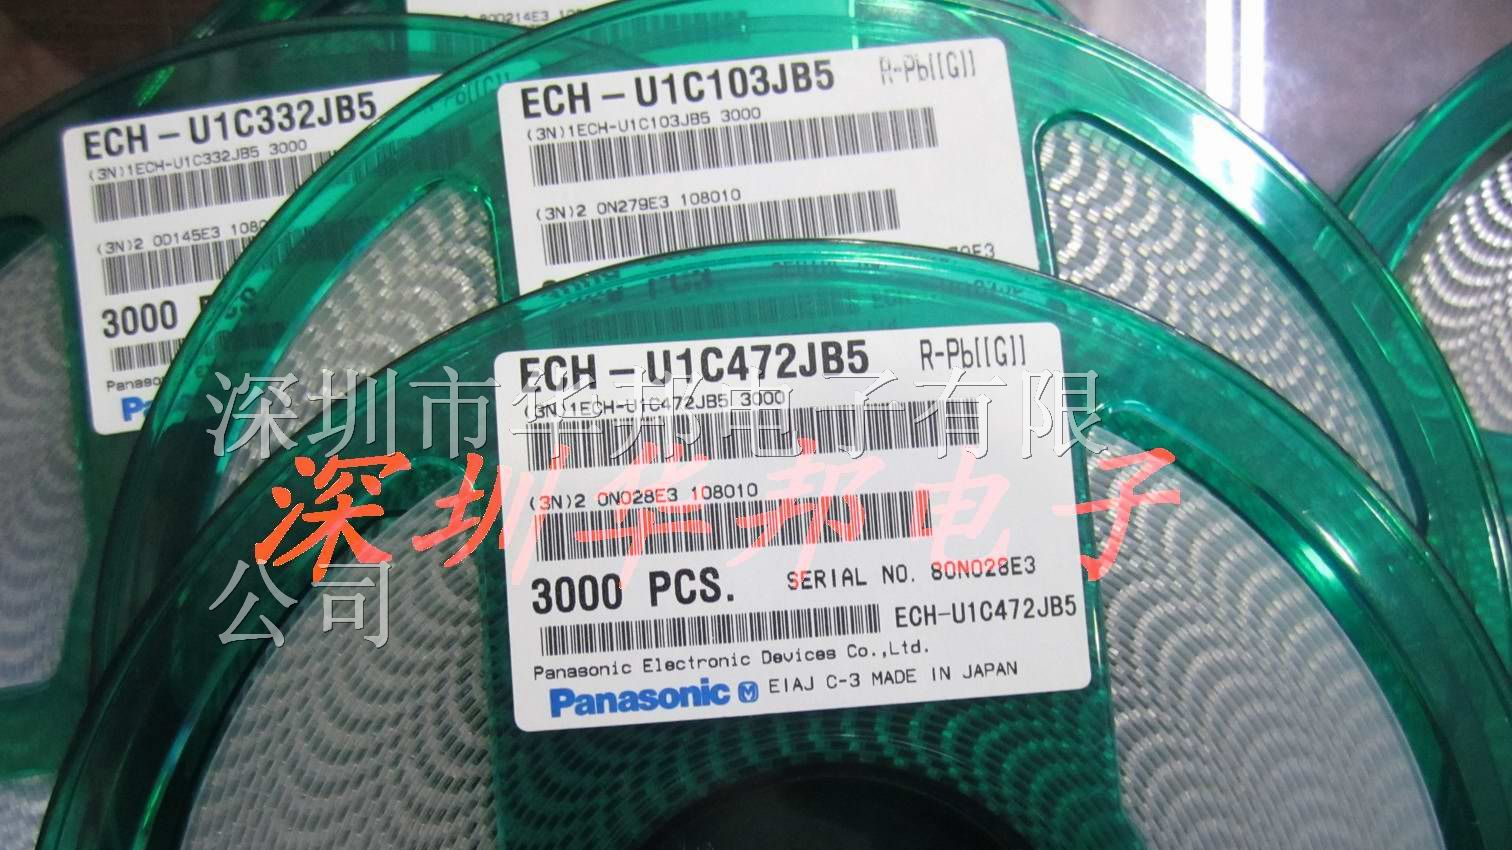 80D214E3
ECH-U1C332JB5
(3N)1ECH-U1C332JB5 3000
(3N)2 0D145E3
3000
ECH-U1C103JB5 R-Pb[[G]]
(3N)1ECH-U1C103JB5 3000
(3N)2 0N279E3 108010
ECH-U1C472JB5 R-Pb[[G]]
(3N)1ECH-U1C472JB5 3000
(3N)2 0N028E3 108010
3000 PCS. SERIAL NO. 80N028E3
ECH-U1C472JB5
Panasonic Electronic Devices Co.,Ltd.
Panasonic M EIAJ C-3 MADE IN JAPAN
深圳市华邦电子有限
公司
深圳华邦电子